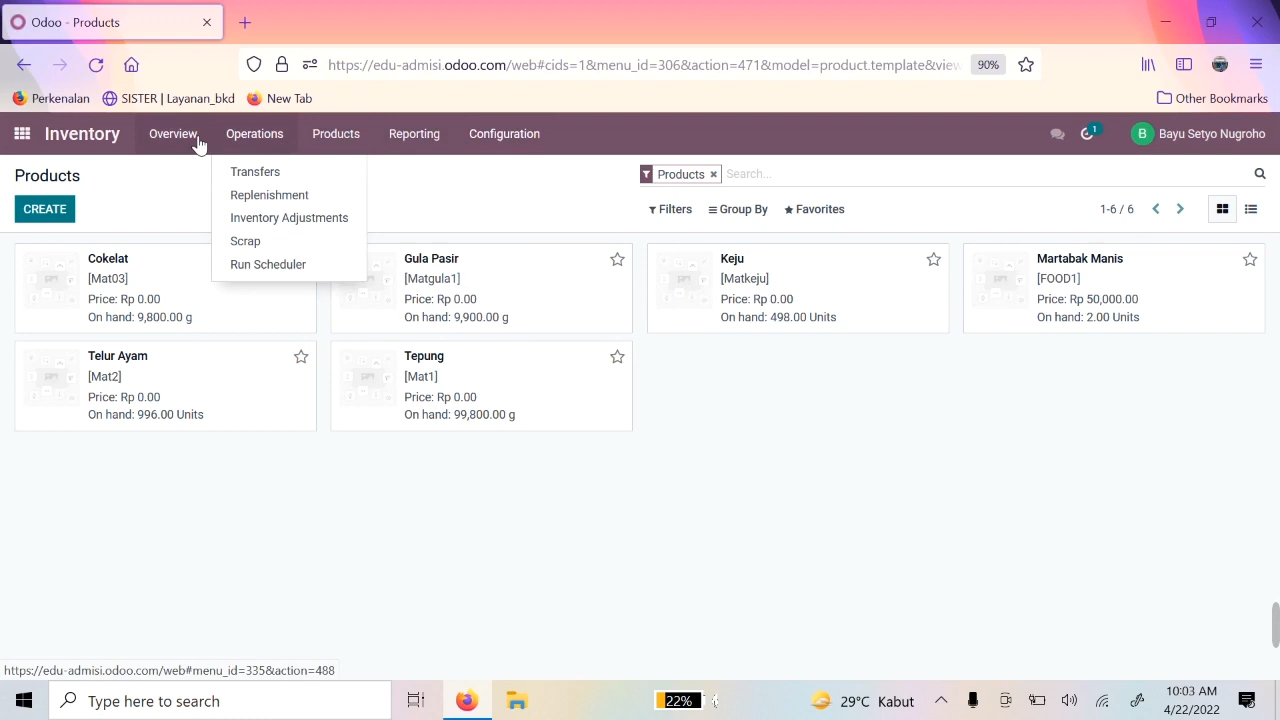 Odoo - Products
https://edu-admisi.odoo.com/web#cids=1&menu_id=306&action=471&model=product.template&view
90%
Perkenalan
SISTER | Layanan_bkd
New Tab
Other Bookmarks
Inventory
Overview
Operations
Products
Reporting
Configuration
1
B
Bayu Setyo Nugroho
Products
CREATE
Transfers
Replenishment
Inventory Adjustments
Scrap
Run Scheduler
Products
Search...
Filters
Group By
Favorites
1-6 / 6
Cokelat
[Mat03]
Price: Rp 0.00
On hand: 9,800.00 g
Gula Pasir
[Matgula1]
Price: Rp 0.00
On hand: 9,900.00 g
Keju
[Matkeju]
Price: Rp 0.00
On hand: 498.00 Units
Martabak Manis
[FOOD1]
Price: Rp 50,000.00
On hand: 2.00 Units
Telur Ayam
[Mat2]
Price: Rp 0.00
On hand: 996.00 Units
Tepung
[Mat1]
Price: Rp 0.00
On hand: 99,800.00 g
https://edu-admisi.odoo.com/web#menu_id=335&action=488
Type here to search
22%
29°C Kabut
10:03 AM
4/22/2022